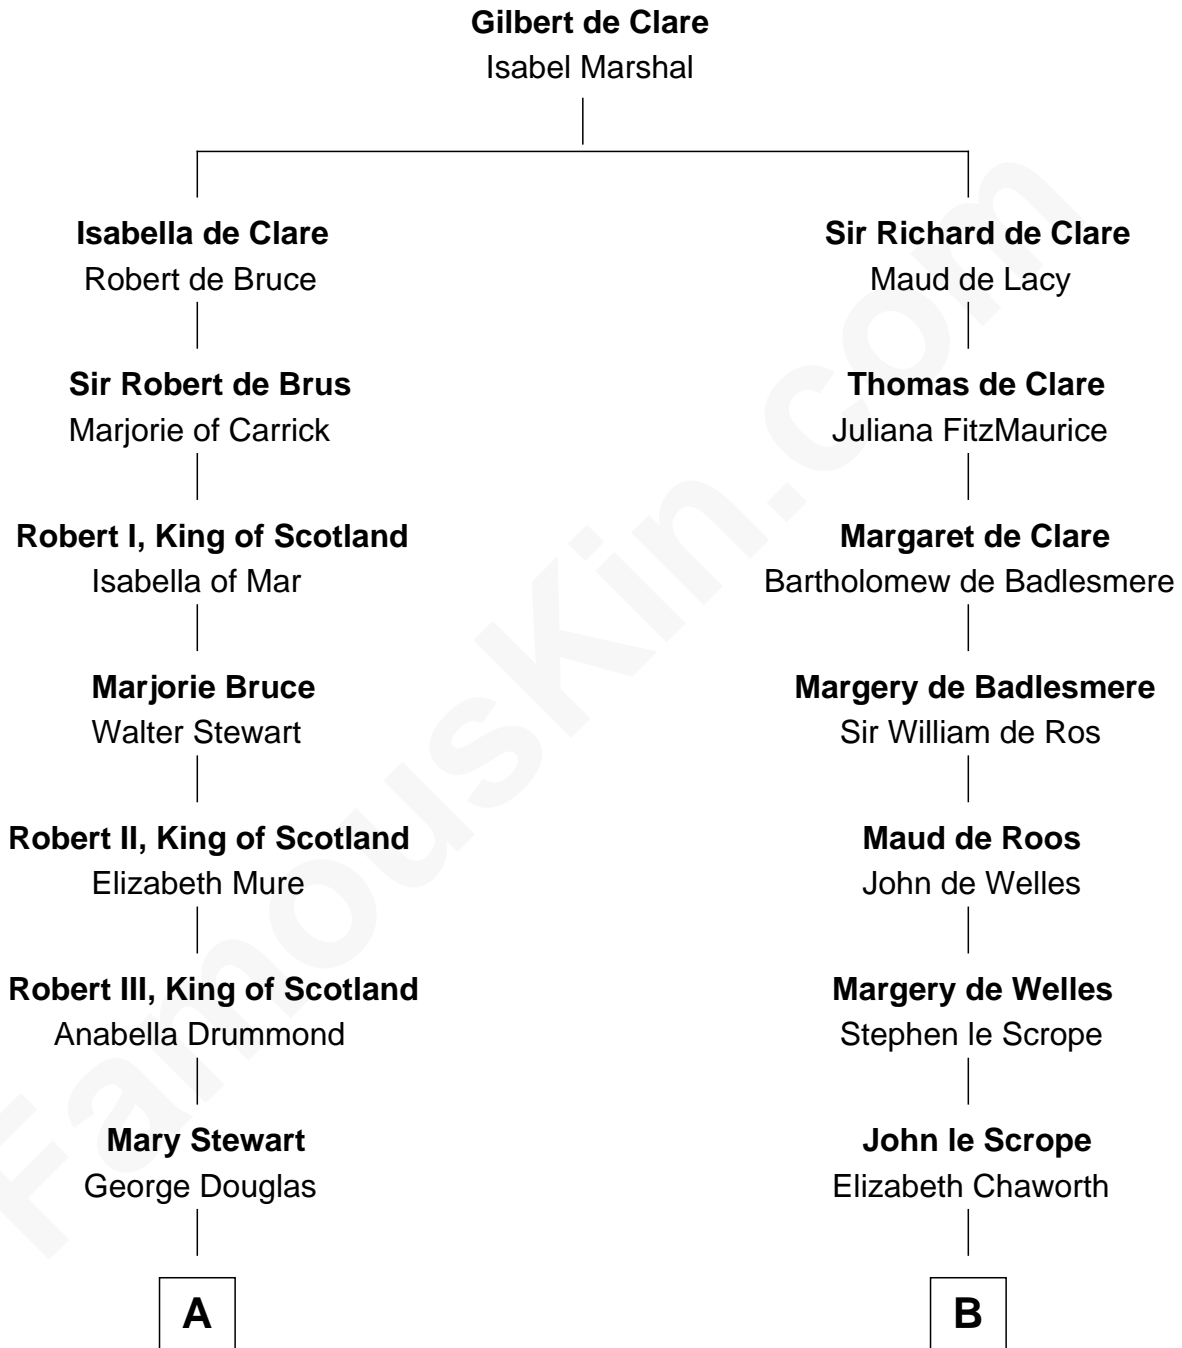 Gilbert de Clare
Isabel Marshal
Isabella de Clare
Robert de Bruce
Sir Robert de Brus
Marjorie of Carrick
Robert I, King of Scotland
Isabella of Mar
Marjorie Bruce
Walter Stewart
Robert II, King of Scotland
Elizabeth Mure
Robert III, King of Scotland
Anabella Drummond
Mary Stewart
George Douglas
A
Sir Richard de Clare
Maud de Lacy
Thomas de Clare
Juliana FitzMaurice
Margaret de Clare
Bartholomew de Badlesmere
Margery de Badlesmere
Sir William de Ros
Maud de Roos
John de Welles
Margery de Welles
Stephen le Scrope
John le Scrope
Elizabeth Chaworth
B
FamousKin.com